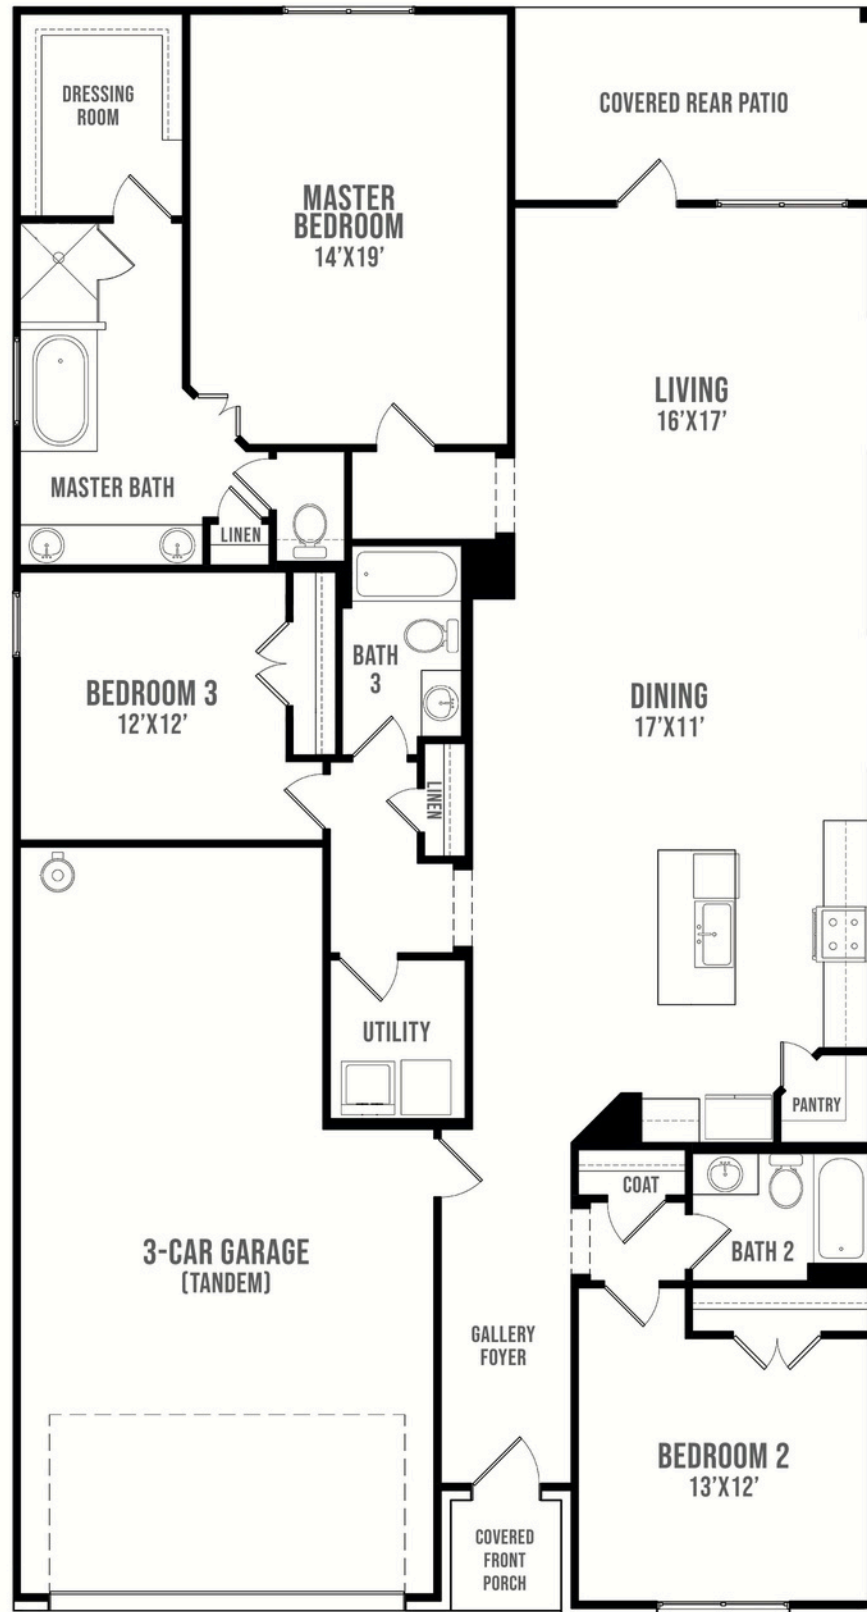 DRESSING
ROOM
COVERED REAR PATIO
MASTER
BEDROOM
14'X19'
LIVING
16'X17'
MASTER BATH
LINEN
BEDROOM 3
12'X12'
BATH
3
DINING
17'X11'
LINEN
UTILITY
PANTRY
COAT
BATH 2
3-CAR GARAGE
(TANDEM)
GALLERY
FOYER
BEDROOM 2
13'X12'
COVERED
FRONT
PORCH